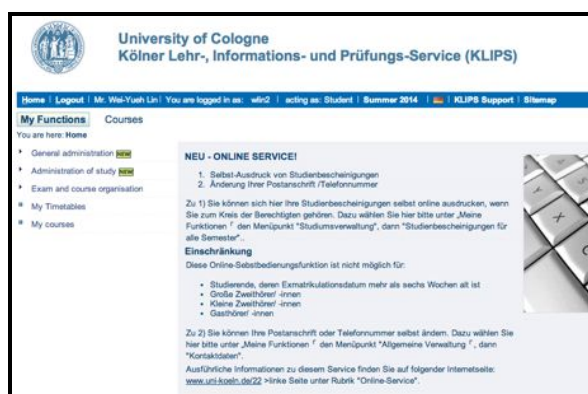 University of Cologne
Kölner Lehr-, Informations- und Prüfungs-Service (KLIPS)
Home | Logout | Mr. Wei-Yueh Lin | You are logged in as: wlin2 | acting as: Student | Summer 2014 | | KLIPS Support | Sitemap
My Functions Courses
You are here: Home
General administration NEW
Administration of study NEW
Exam and course organisation
My Timetables
My courses
NEU - ONLINE SERVICE!
1. Selbst-Ausdruck von Studienbescheinigungen
2. Änderung Ihrer Postanschrift /Telefonnummer
Zu 1) Sie können sich hier Ihre Studienbescheinigungen selbst online ausdrucken, wenn
Sie zum Kreis der Berechtigten gehören. Dazu wählen Sie hier bitte unter „Meine
Funktionen " den Menüpunkt "Studiumsverwaltung", dann "Studienbescheinigungen für
alle Semester"..
Einschränkung
Diese Online-Sebstbedienungsfunktion ist nicht möglich für:
• Studierende, deren Exmatrikulationsdatum mehr als sechs Wochen alt ist
• Große Zweithörer/ -innen
• Kleine Zweithörer/ -innen
• Gasthörer/ -innen
Zu 2) Sie können Ihre Postanschrift oder Telefonnummer selbst ändern. Dazu wählen Sie
hier bitte unter „Meine Funktionen " den Menüpunkt "Allgemeine Verwaltung ", dann
"Kontaktdaten".
Ausführliche Informationen zu diesem Service finden Sie auf folgender Internetseite:
www.uni-koeln.de/22 >linke Seite unter Rubrik "Online-Service".